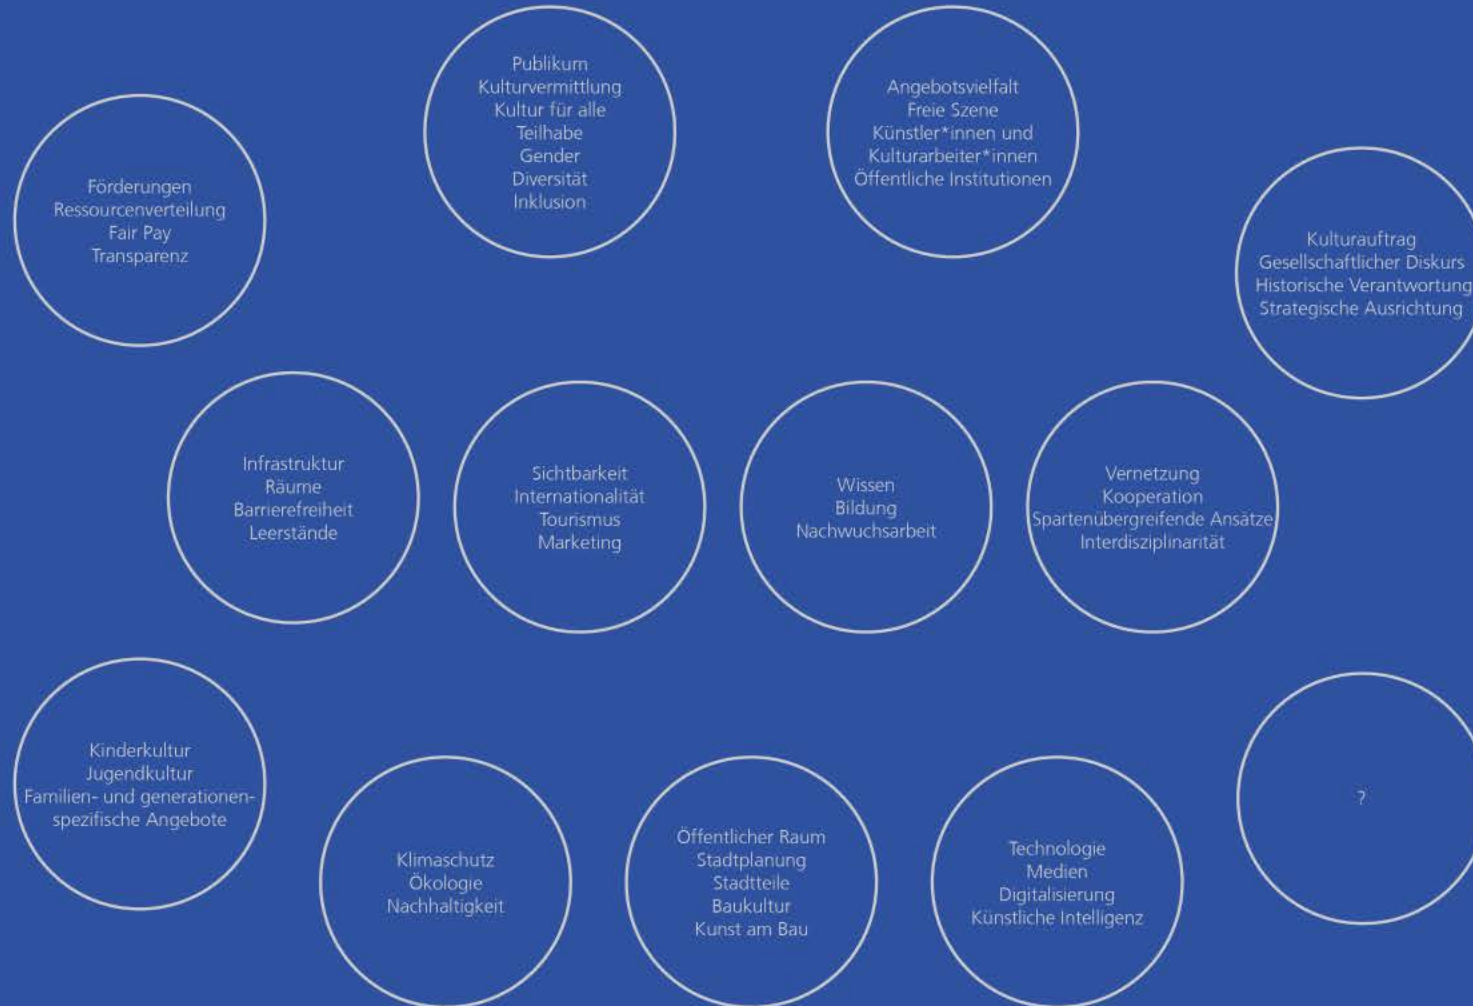 Publikum
Kulturvermittlung
Kultur für alle
Teilhabe
Gender
Diversität
Inklusion
Angebotsvielfalt
Freie Szene
Künstler*innen und
Kulturarbeiter*innen
Öffentliche Institutionen
Förderungen
Ressourcenverteilung
Fair Pay
Transparenz
Kulturauftrag
Gesellschaftlicher Diskurs
Historische Verantwortung
Strategische Ausrichtung
Infrastruktur
Räume
Barrierefreiheit
Leerstände
Sichtbarkeit
Internationalität
Tourismus
Marketing
Wissen
Bildung
Nachwuchsarbeit
Vernetzung
Kooperation
Spartenübergreifende Ansätze
Interdisziplinarität
Kinderkultur
Jugendkultur
Familien- und generationen-
spezifische Angebote
Klimaschutz
Ökologie
Nachhaltigkeit
Öffentlicher Raum
Stadtplanung
Stadtteile
Baukultur
Kunst am Bau
Technologie
Medien
Digitalisierung
Künstliche Intelligenz
?